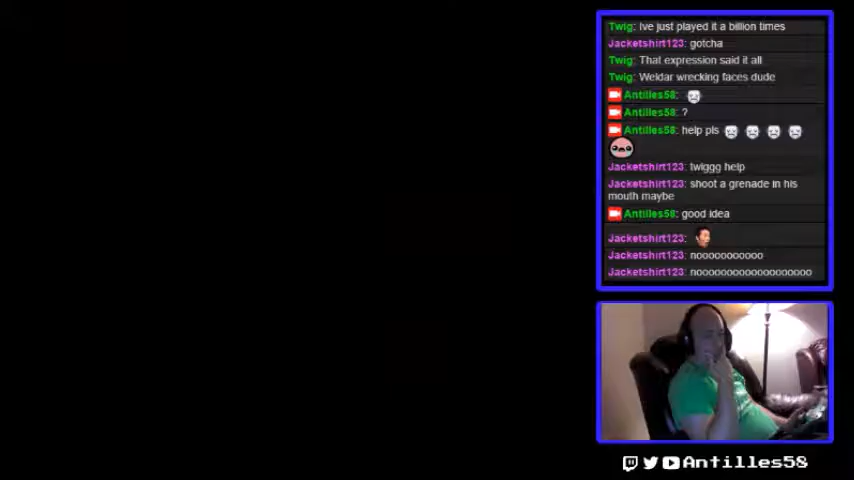 Twig: Ive just played it a billion times
Jacketshirt123: gotcha
Twig: That expression said it all
Twig: Weldar wrecking faces dude
Antilles58:
Antilles58: ?
Antilles58: help pls
Jacketshirt123: twiggg help
Jacketshirt123: shoot a grenade in his
mouth maybe
Antilles58: good idea
Jacketshirt123:
Jacketshirt123: nooooooooooo
Jacketshirt123: noooooooooooooooooo
Antilles58